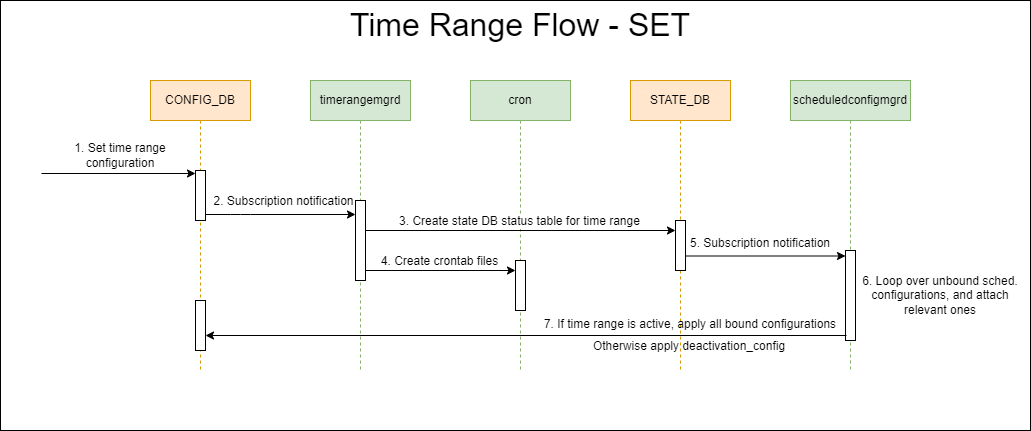 Time Range Flow - SET
CONFIG_DB
timerangemgrd
cron
STATE_DB
scheduledconfigmgrd
1. Set time range
configuration
2. Subscription notification
3. Create state DB status table for time range
5. Subscription notification
4. Create crontab files
6. Loop over unbound sched.
configurations, and attach
relevant ones
7. If time range is active, apply all bound configurations
Otherwise apply deactivation_config